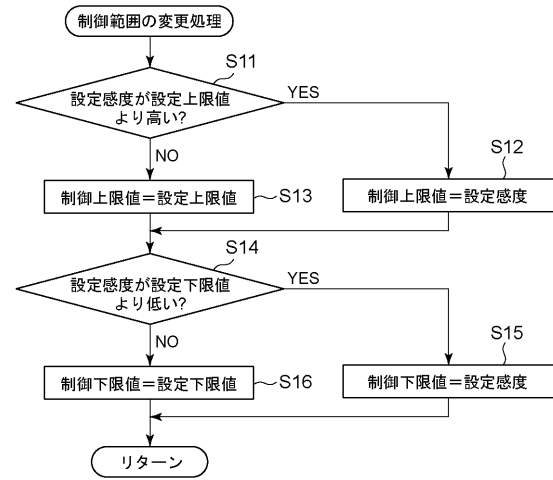 制御範囲の変更処理
S11
設定感度が設定上限値
より高い?
YES
NO
S12
制御上限値=設定上限値
S13
制御上限値=設定感度
S14
設定感度が設定下限値
より低い?
YES
NO
S15
制御下限値=設定下限値
S16
制御下限値=設定感度
リターン